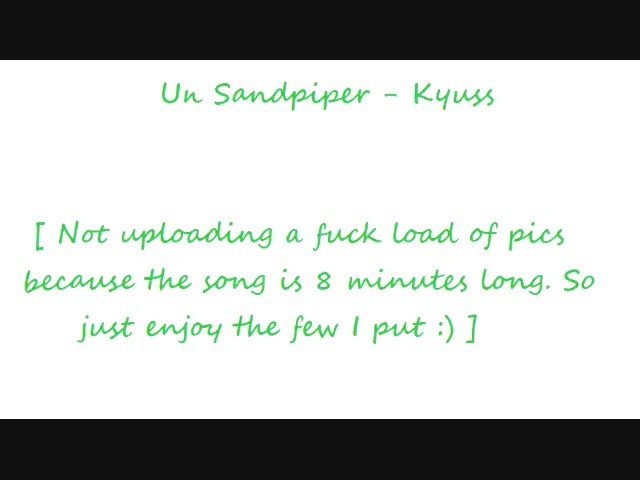 Un Sandpiper - Kyuss
[ Not uploading a fuck load of pics
because the song is 8 minutes long. So
just enjoy the few I put :) ]